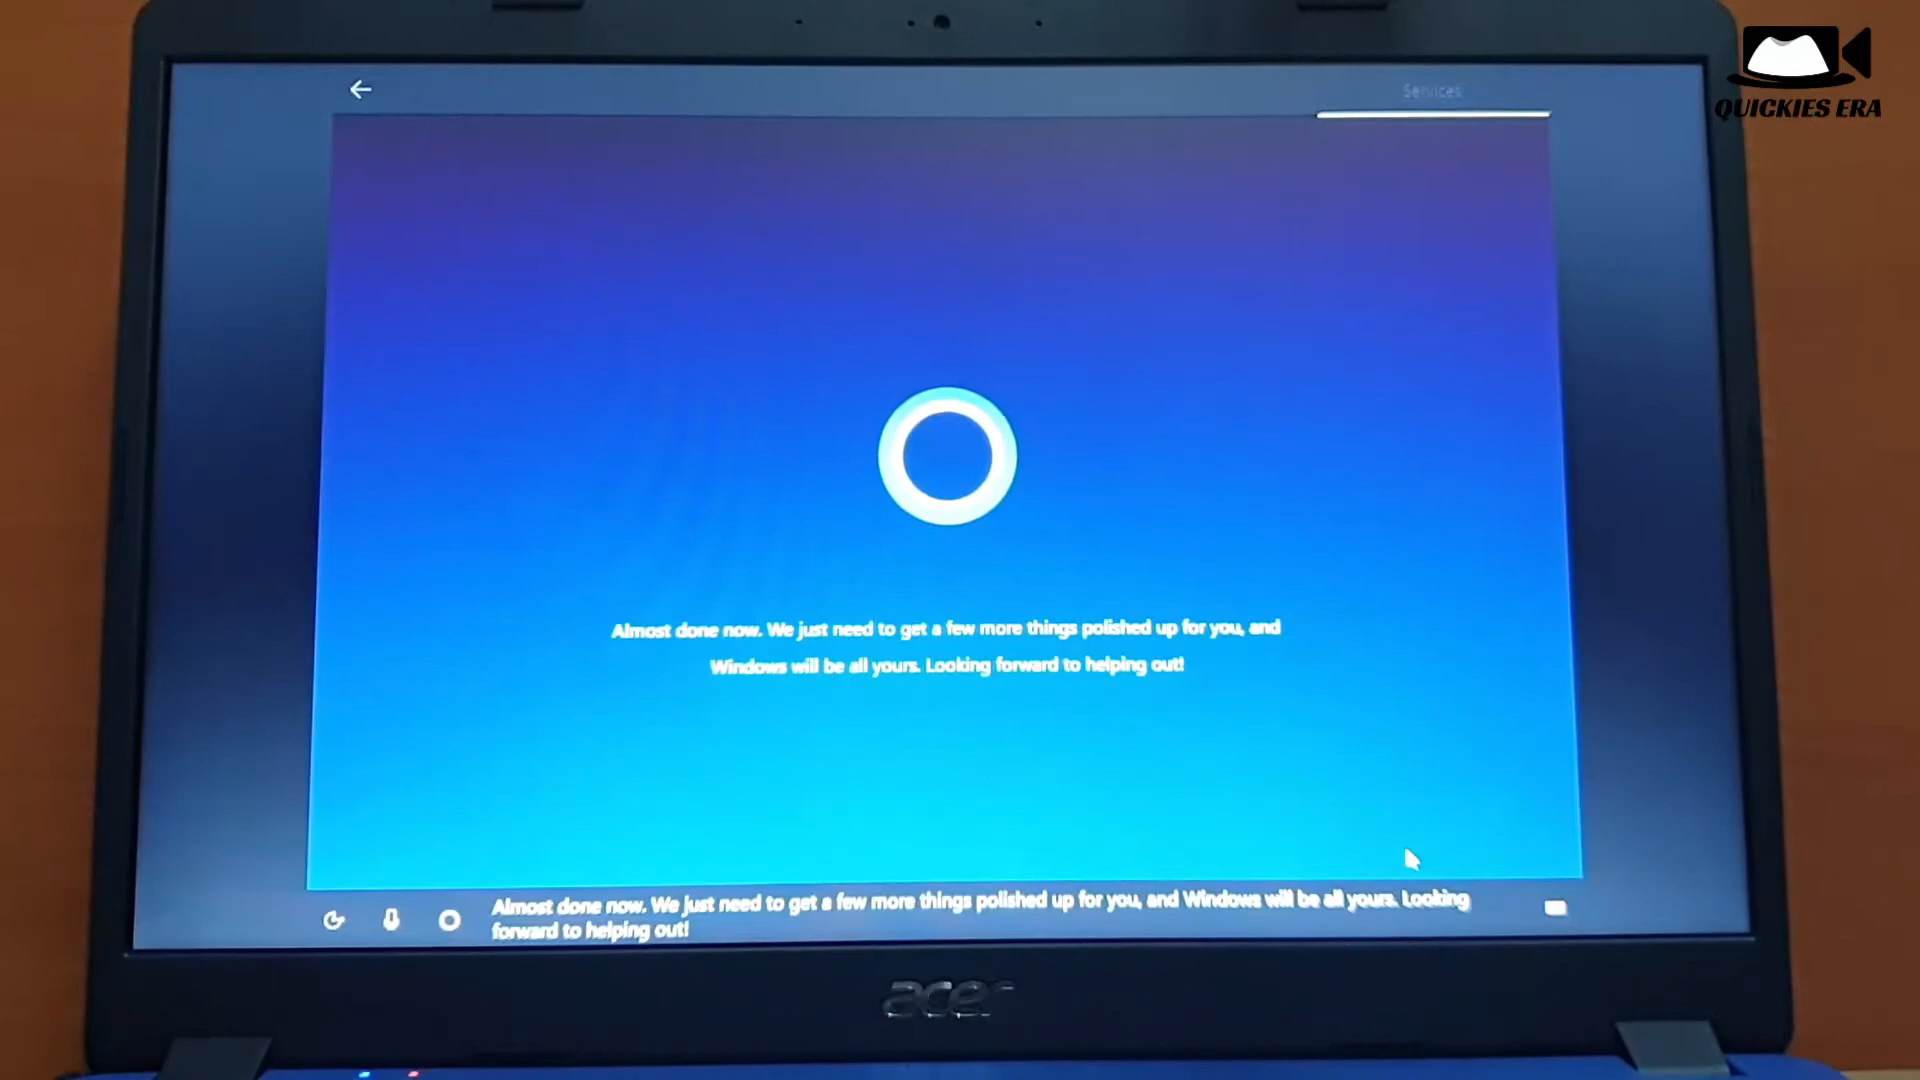 Services
QUICKIES ERA
Almost done now. We just need to get a few more things polished up for you, and
Windows will be all yours. Looking forward to helping out!
Almost done now. We just need to get a few more things polished up for you, and Windows will be all yours. Looking
forward to helping out!
acer